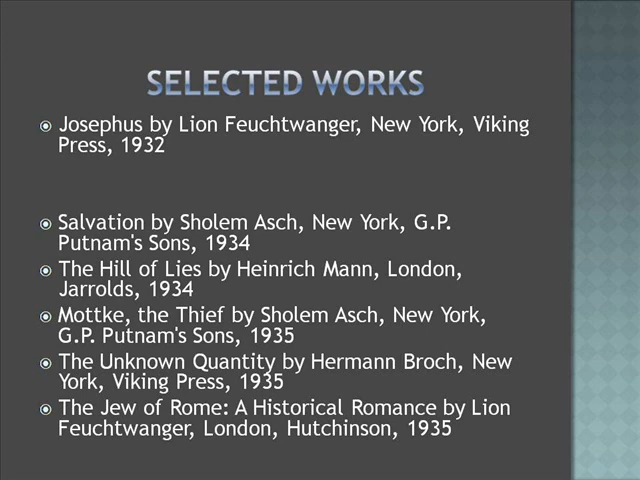 SELECTED WORKS
Josephus by Lion Feuchtwanger, New York, Viking
Press, 1932
Salvation by Sholem Asch, New York, G.P.
Putnam's Sons, 1934
The Hill of Lies by Heinrich Mann, London,
Jarrolds, 1934
Mottke, the Thief by Sholem Asch, New York,
G.P. Putnam's Sons, 1935
The Unknown Quantity by Hermann Broch, New
York, Viking Press, 1935
The Jew of Rome: A Historical Romance by Lion
Feuchtwanger, London, Hutchinson, 1935